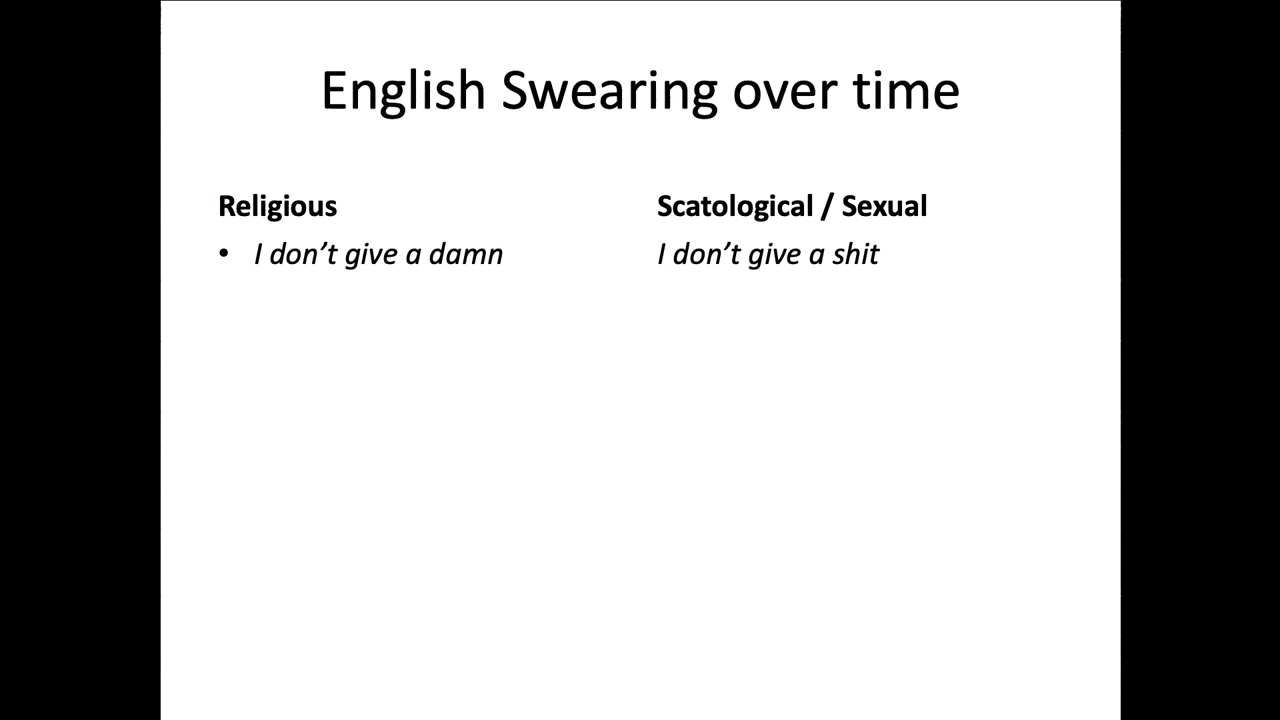 English Swearing over time
Religious
• I don’t give a damn
Scatological / Sexual
I don’t give a shit